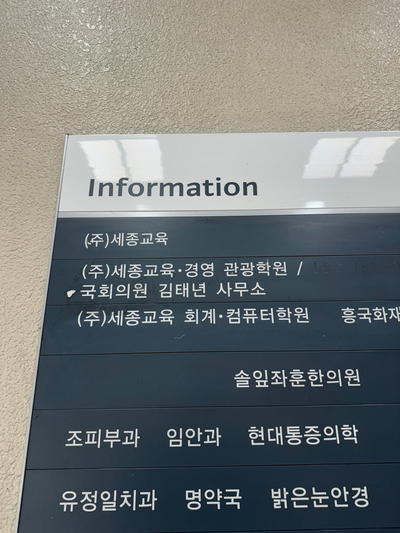 Information
(주)세종교육
(주)세종교육·경영 관광학원 /
국회의원 김태년 사무소
(주)세종교육 회계·컴퓨터학원 흥국화재
솔잎좌훈한의원
조피부과 임안과 현대통증의학
유정일치과 명약국 밝은눈안경